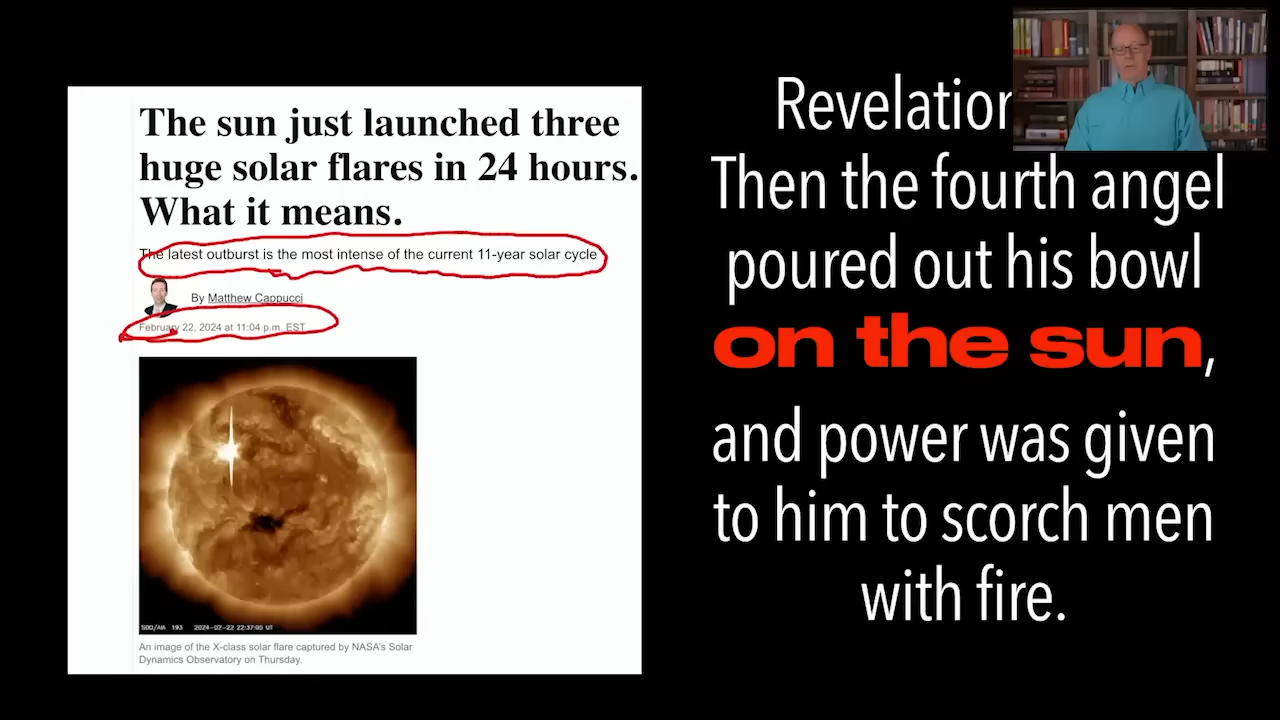 The sun just launched three
huge solar flares in 24 hours.
What it means.
The latest outburst is the most intense of the current 11-year solar cycle
By Matthew Cappucci
February 22, 2024 at 11:04 p.m. EST
SDO/AIA 193 2024-02-22 22:37:05 UT
An image of the X-class solar flare captured by NASA's Solar
Dynamics Observatory on Thursday.
Revelation
Then the fourth angel
poured out his bowl
on the sun,
and power was given
to him to scorch men
with fire.